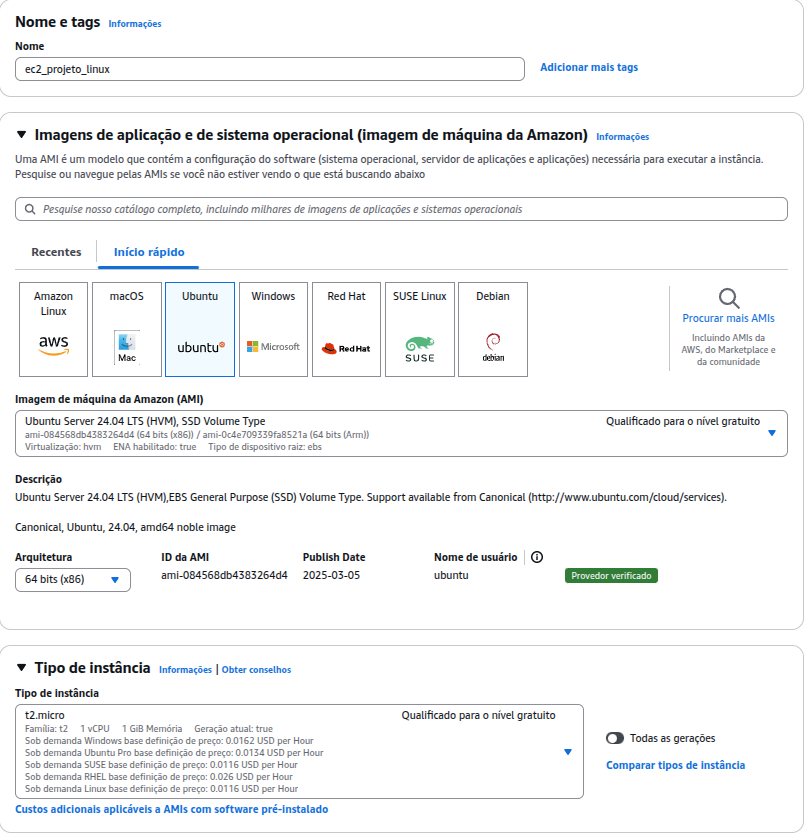 Nome e tags Informações
Nome
ec2_projeto_linux
Adicionar mais tags
Imagens de aplicação e de sistema operacional (imagem de máquina da Amazon) Informações
Uma AMI é um modelo que contém a configuração do software (sistema operacional, servidor de aplicações e aplicações) necessária para executar a instância.
Pesquise ou navegue pelas AMIs se você não estiver vendo o que está buscando abaixo
Pesquise nosso catálogo completo, incluindo milhares de imagens de aplicação e sistemas operacionais
Recentes Início rápido
Amazon Linux
aws
macOS
Mac
Ubuntu
ubuntu
Windows
Microsoft
Red Hat
Red Hat
SUSE Linux
SUSE
Debian
debian
Procurar mais AMIs
Incluindo AMIs da
AWS, do Marketplace e
da comunidade
Imagem de máquina da Amazon (AMI)
Ubuntu Server 24.04 LTS (HVM), SSD Volume Type Qualificado para o nível gratuito
ami-084568db4383264d4 (64 bits (x86)) / ami-0c4e709339fa8521a (64 bits (Arm))
Virtualização: hvm ENA habilitado: true Tipo de dispositivo raiz: ebs
Descrição
Ubuntu Server 24.04 LTS (HVM),EBS General Purpose (SSD) Volume Type. Support available from Canonical (http://www.ubuntu.com/cloud/services).
Canonical, Ubuntu, 24.04, amd64 noble image
Arquitetura ID da AMI Publish Date Nome de usuário
64 bits (x86) ami-084568db4383264d4 2025-03-05 ubuntu Provedor verificado
Tipo de instância Informações | Obter conselhos
Tipo de instância
t2.micro Qualificado para o nível gratuito
Família: t2 1 vCPU 1 GiB Memória Geração atual: true
Sob demanda Windows base definição de preço: 0.0162 USD per Hour
Sob demanda Ubuntu Pro base definição de preço: 0.0134 USD per Hour
Sob demanda SUSE base definição de preço: 0.0116 USD per Hour
Sob demanda RHEL base definição de preço: 0.026 USD per Hour
Sob demanda Linux base definição de preço: 0.0116 USD per Hour
Todas as gerações
Comparar tipos de instância
Custos adicionais aplicáveis a AMIs com software pré-instalado